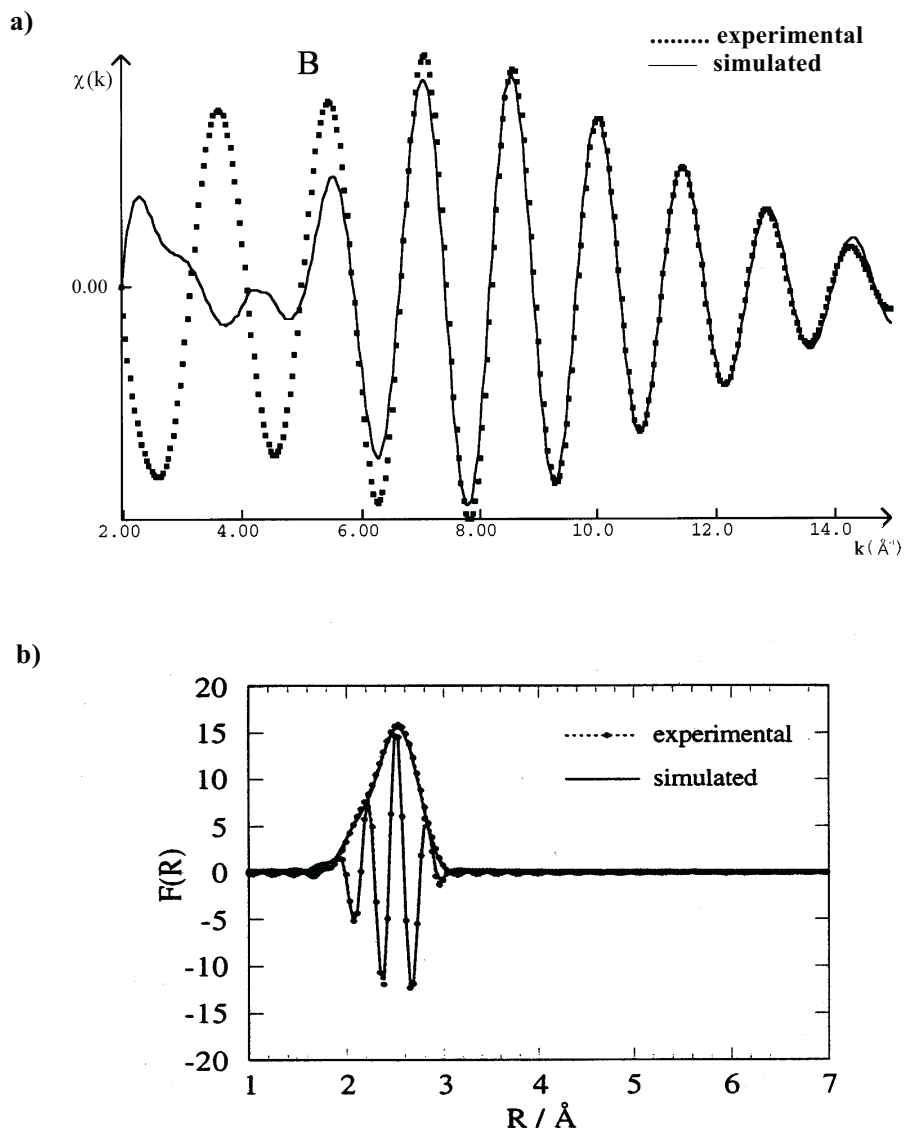 a)
......... experimental
—— simulated
B
χ(k)
0.00
2.00 4.00 6.00 8.00 10.0 12.0 14.0
k(Å⁻¹)
b)
20
15
10
5
0
-5
-10
-15
-20
F(R)
experimental
simulated
1 2 3 4 5 6 7
R / Å